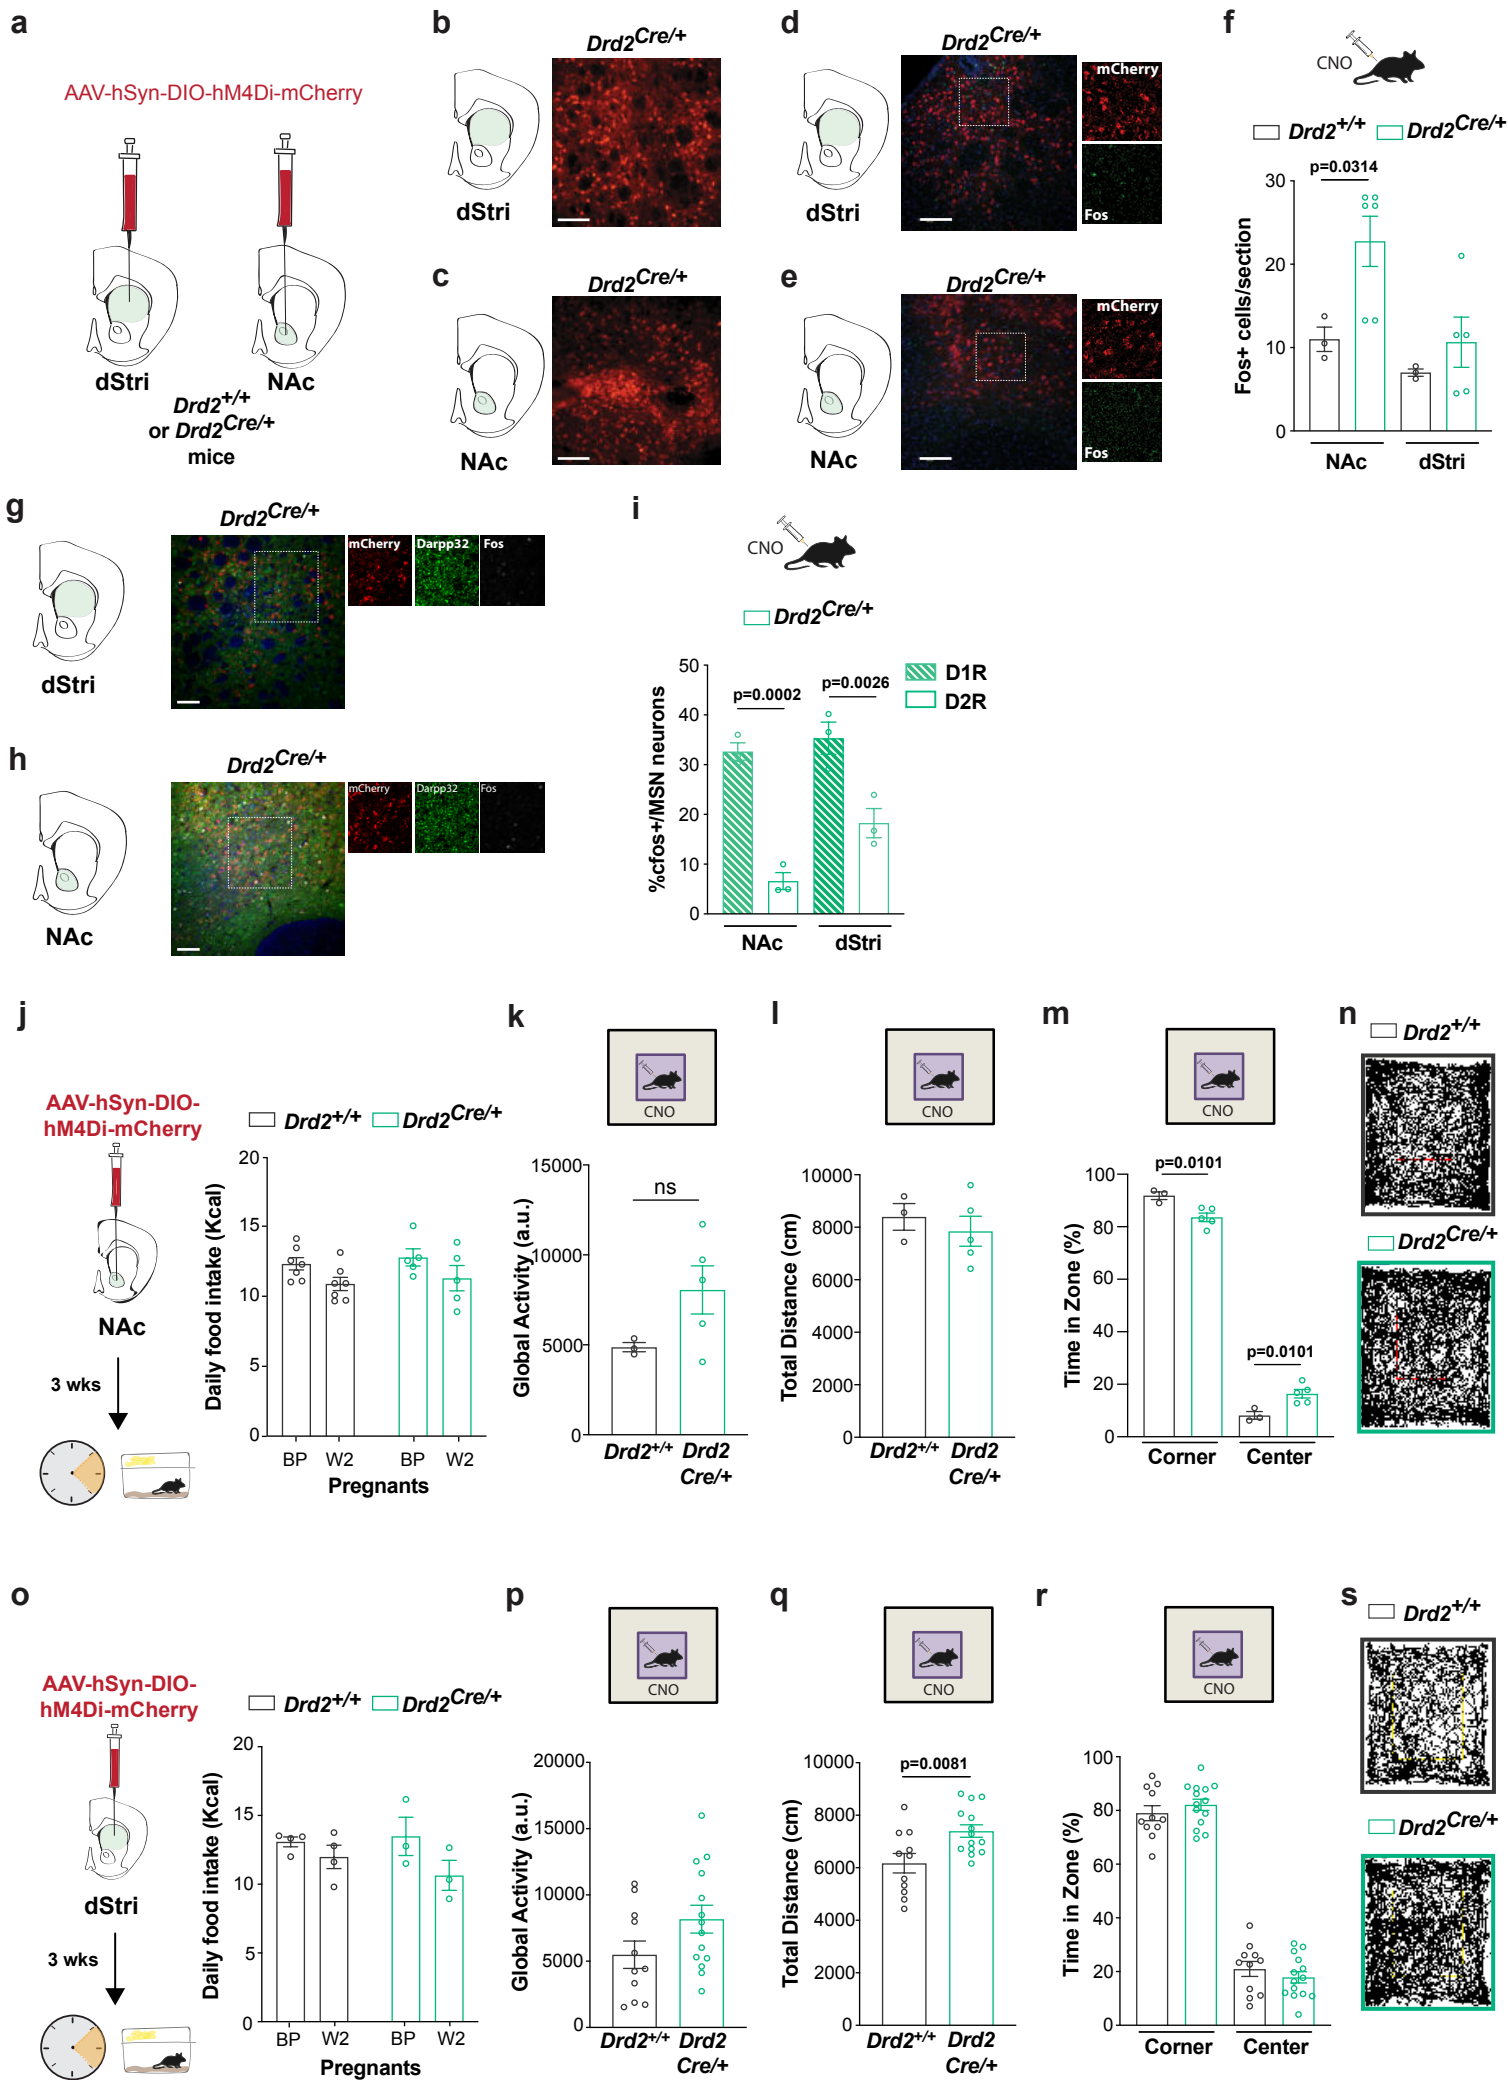 a
AAV-hSyn-DIO-hM4Di-mCherry
dStri
NAc
Drd2+/+
or Drd2Cre/+
mice
b
Drd2Cre/+
dStri
c
Drd2Cre/+
NAc
d
Drd2Cre/+
mCherry
Fos
dStri
e
Drd2Cre/+
mCherry
Fos
NAc
f
CNO
Drd2+/+
Drd2Cre/+
p=0.0314
Fos+ cells/section
30
20
10
0
NAc
dStri
g
Drd2Cre/+
mCherry
Darpp32
Fos
dStri
h
Drd2Cre/+
mCherry
Darpp32
Fos
NAc
i
CNO
Drd2Cre/+
D1R
D2R
p=0.0002
p=0.0026
%cfos+/MSN neurons
50
40
30
20
10
0
NAc
dStri
j
AAV-hSyn-DIO-
hM4Di-mCherry
NAc
3 wks
Drd2+/+
Drd2Cre/+
Daily food intake (Kcal)
20
15
10
5
0
BP
W2
BP
W2
Pregnants
k
CNO
ns
Global Activity (a.u.)
15000
10000
5000
0
Drd2+/+
Drd2
Cre/+
l
CNO
Total Distance (cm)
10000
8000
6000
4000
2000
0
Drd2+/+
Drd2
Cre/+
m
CNO
p=0.0101
p=0.0101
Time in Zone (%)
100
80
60
40
20
0
Corner
Center
n
Drd2+/+
Drd2Cre/+
o
AAV-hSyn-DIO-
hM4Di-mCherry
dStri
3 wks
Drd2+/+
Drd2Cre/+
Daily food intake (Kcal)
20
15
10
5
0
BP
W2
BP
W2
Pregnants
p
CNO
Global Activity (a.u.)
20000
15000
10000
5000
0
Drd2+/+
Drd2
Cre/+
q
CNO
p=0.0081
Total Distance (cm)
10000
8000
6000
4000
2000
0
Drd2+/+
Drd2
Cre/+
r
CNO
Time in Zone (%)
100
80
60
40
20
0
Corner
Center
s
Drd2+/+
Drd2Cre/+